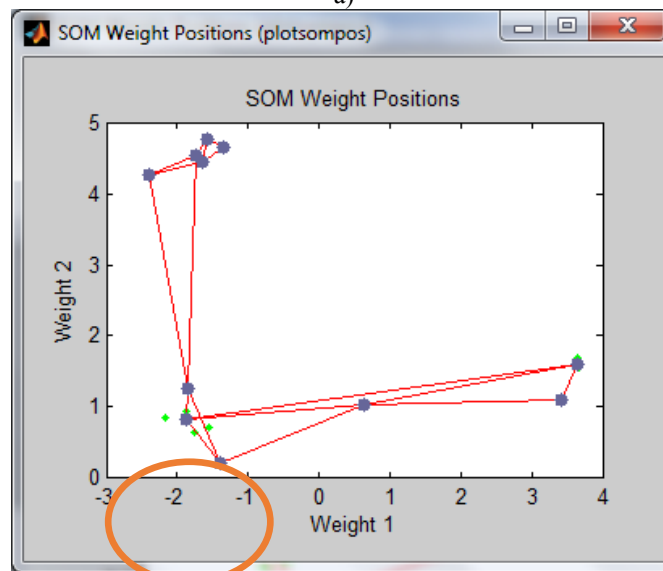 a)
SOM Weight Positions (plotsompos)
SOM Weight Positions
5
4
3
2
1
0
Weight 2
-3 -2 -1 0 1 2 3 4
Weight 1